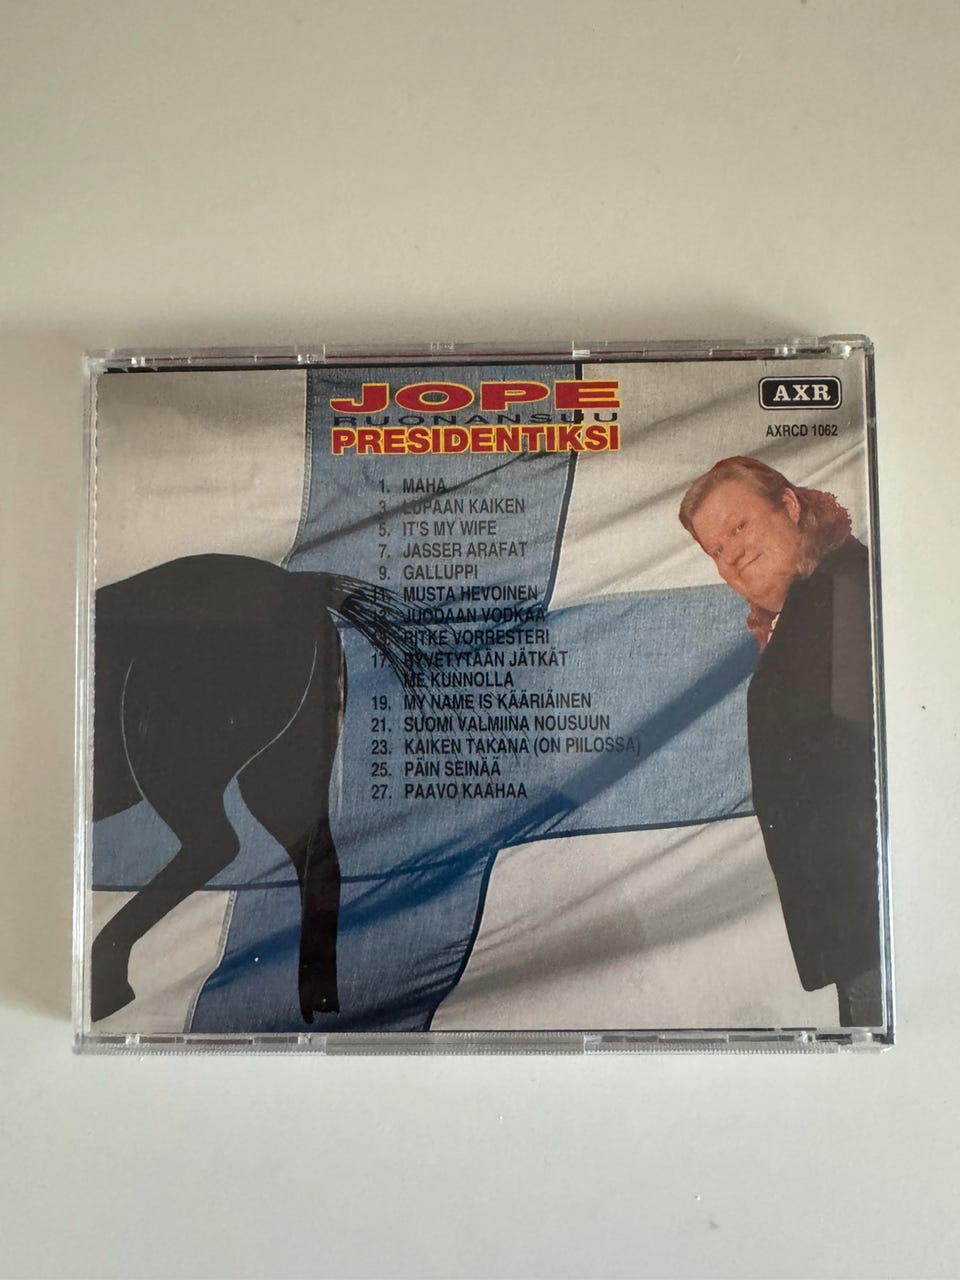 JOPE
RUONANSUU
PRESIDENTIKSI
AXR
AXRCD 1062
1. MAHA
3. LUPAAN KAIKEN
5. IT'S MY WIFE
7. JASSER ARAFAT
9. GALLUPPI
11. MUSTA HEVOINEN
13. JUODAAN VODKAA
15. RITKE VORRESTERI
17. HYVETYTÄÄN JÄTKÄT
ME KUNNOLLA
19. MY NAME IS KÄÄRIÄINEN
21. SUOMI VALMIINA NOUSUUN
23. KAIKEN TAKANA (ON PIILOSSA)
25. PÄIN SEINÄÄ
27. PAAVO KAAHAA